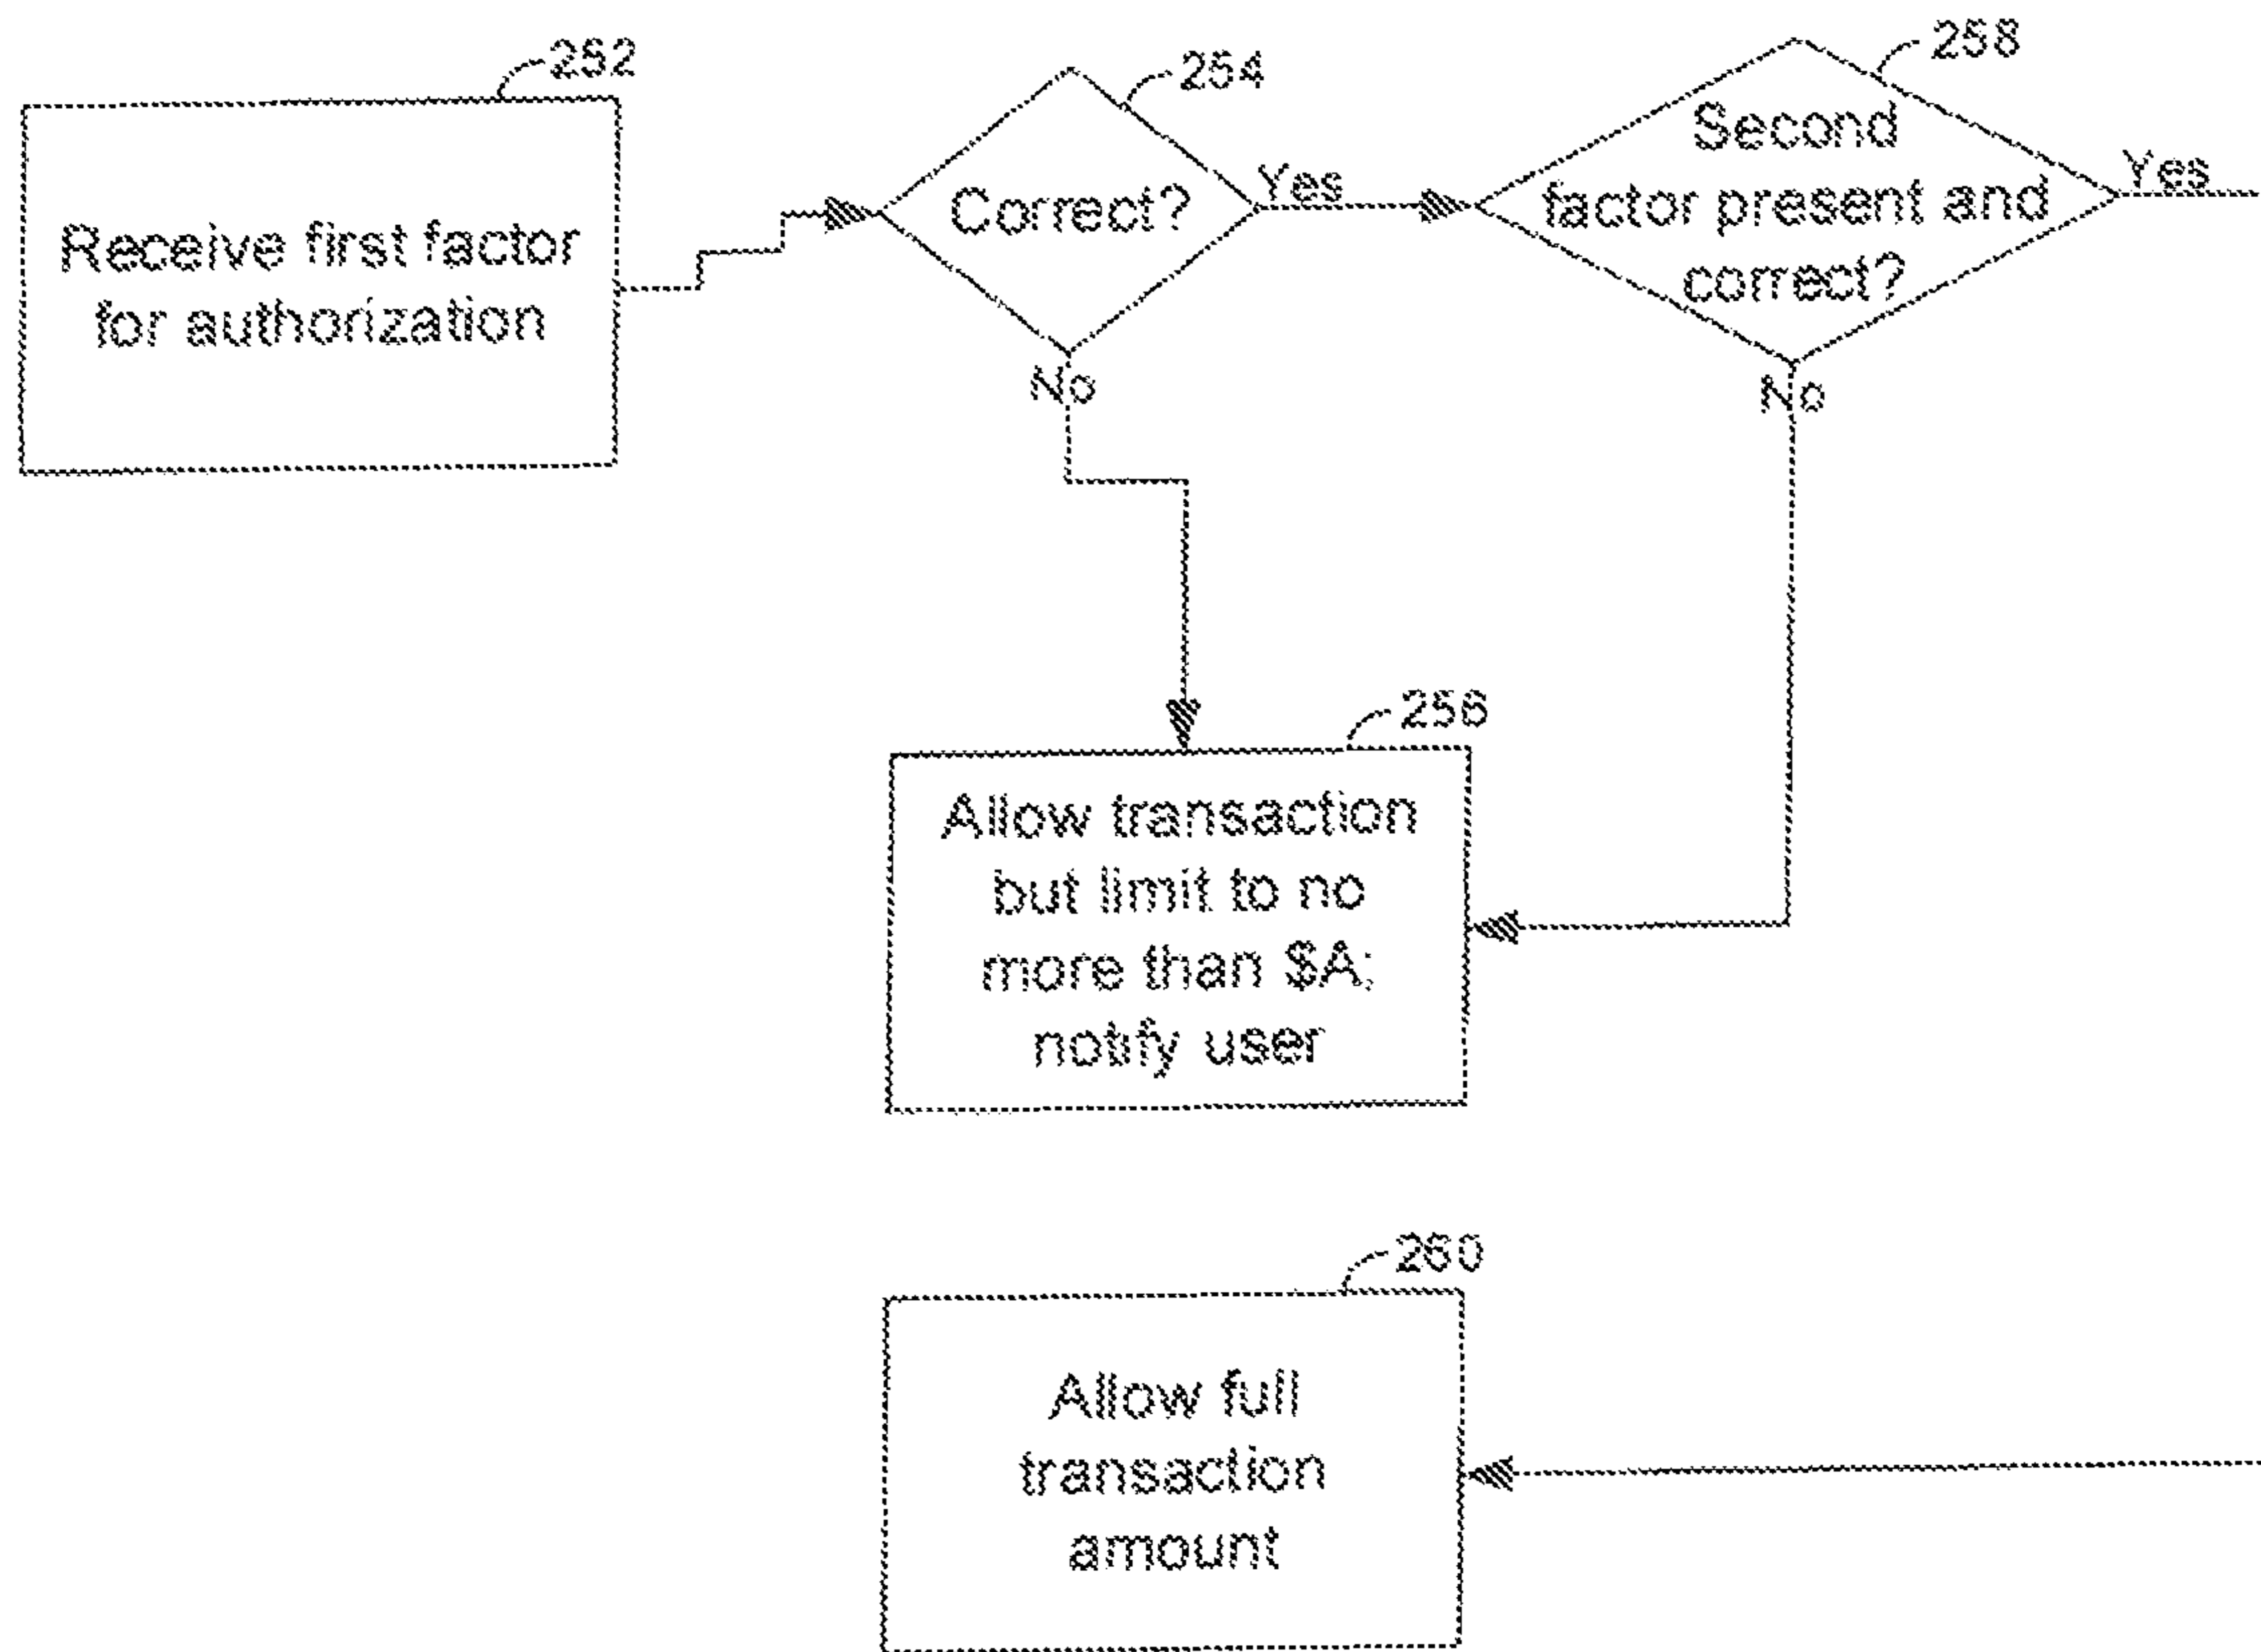 252
Receive first factor
for authorization
254
Correct?
Yes
No
258
Second
factor present and
correct?
Yes
No
256
Allow transaction
but limit to no
more than $A;
notify user
260
Allow full
transaction
amount